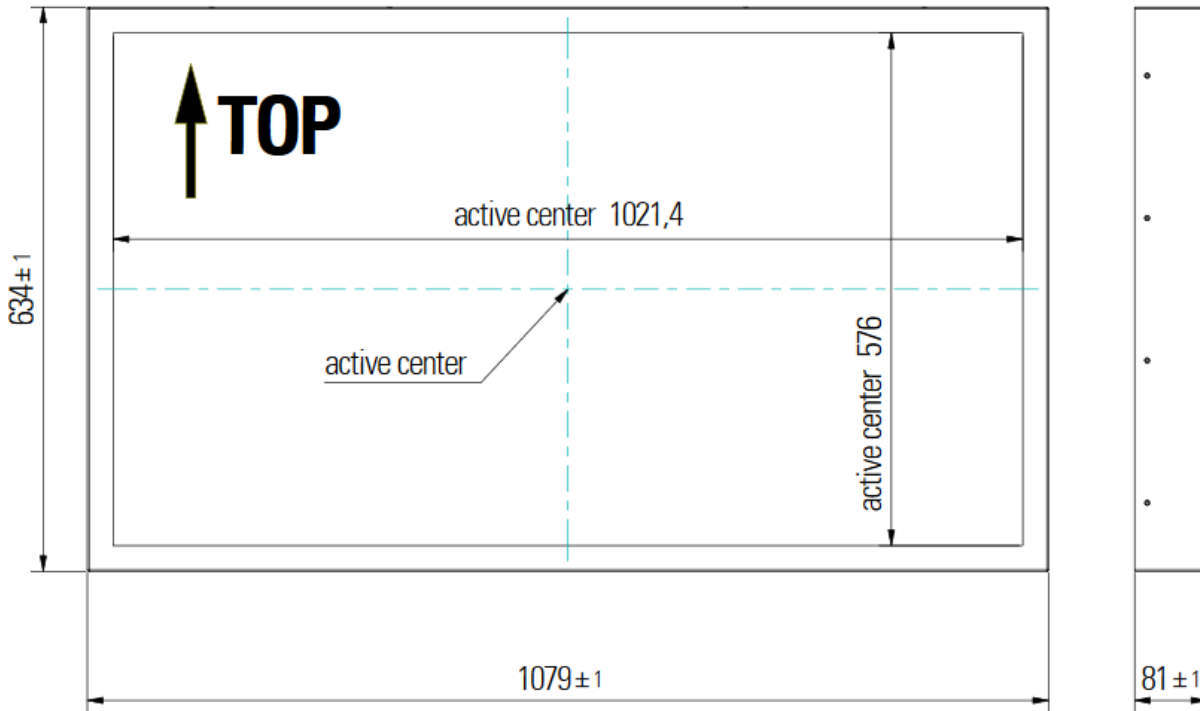 TOP
active center 1021,4
634±1
active center
active center 576
1079±1
81±1